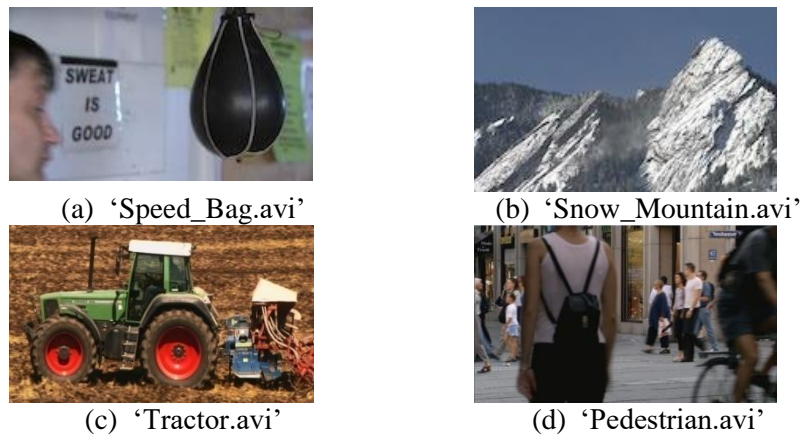 SWEAT
IS
GOOD
(a) ‘Speed_Bag.avi’
(b) ‘Snow_Mountain.avi’
(c) ‘Tractor.avi’
(d) ‘Pedestrian.avi’